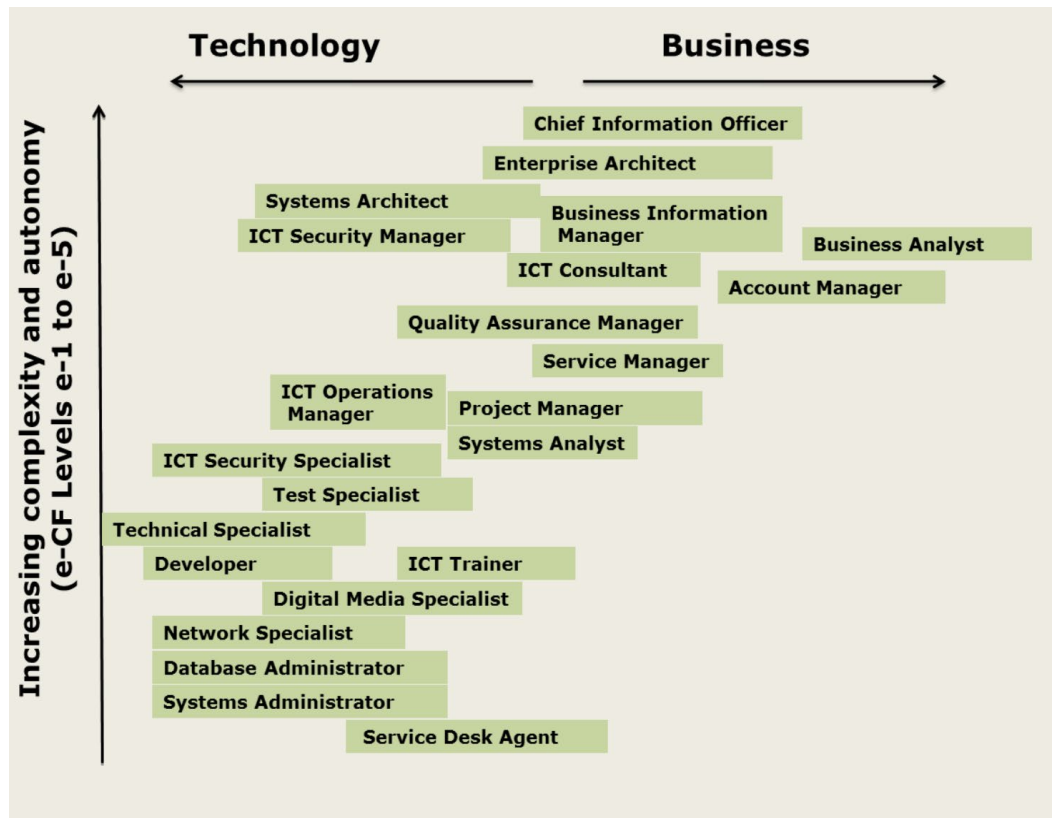 Technology
Business
Increasing complexity and autonomy
(e-CF Levels e-1 to e-5)
Chief Information Officer
Enterprise Architect
Systems Architect
Business Information
Manager
ICT Security Manager
Business Analyst
ICT Consultant
Account Manager
Quality Assurance Manager
Service Manager
ICT Operations
Manager
Project Manager
Systems Analyst
ICT Security Specialist
Test Specialist
Technical Specialist
Developer
ICT Trainer
Digital Media Specialist
Network Specialist
Database Administrator
Systems Administrator
Service Desk Agent